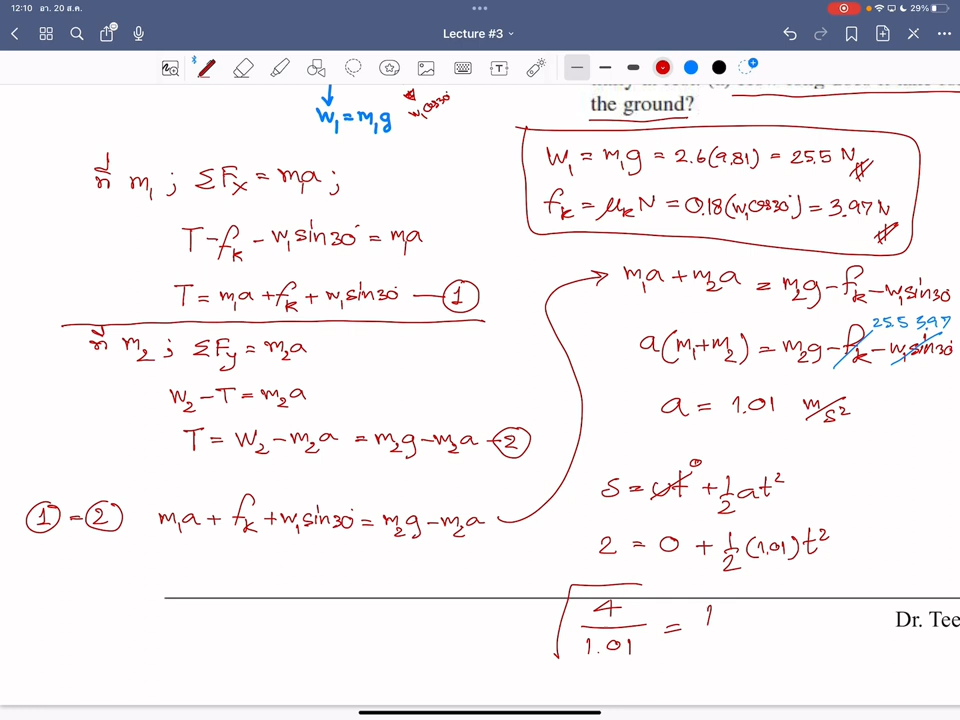 12:10 อา. 20 ส.ค.
29%
Lecture #3
W₁ = m₁g
w₁cos30°
the ground?
W₁ = m₁g = 2.6(9.81) = 25.5 N
fₖ = μₖN = 0.18(w₁cos30°) = 3.97 N
ที่ m₁ ; ΣFₓ = m₁a ;
T - fₖ - w₁sin30° = m₁a
T = m₁a + fₖ + w₁sin30 — ①
ที่ m₂ ; ΣFy = m₂a
W₂ - T = m₂a
T = W₂ - m₂a = m₂g - m₂a — ②
① = ② m₁a + fₖ + w₁sin30° = m₂g - m₂a
m₁a + m₂a = m₂g - fₖ - w₁sin30
25.5 3.97
a(m₁+m₂) = m₂g - fₖ - w₁sin30
a = 1.01 m/s²
0
s = ut + ½at²
2 = 0 + ½(1.01)t²
√(4/1.01) = 1
Dr. Tee